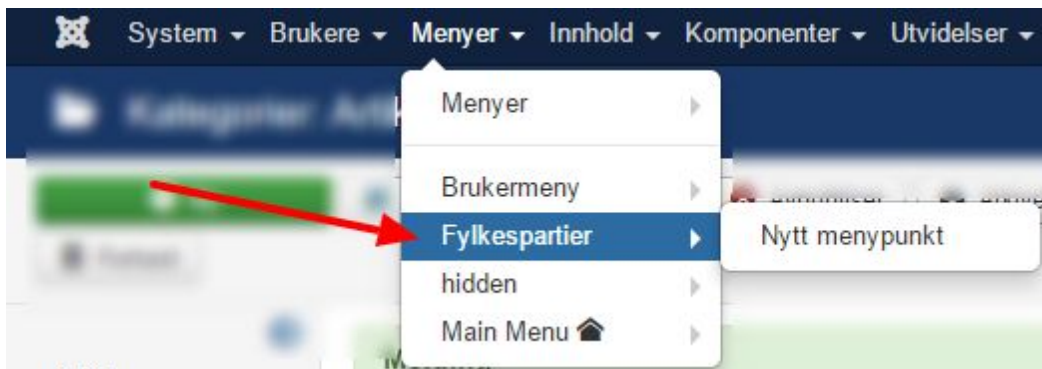 System Brukere Menyer Innhold Komponenter Utvidelser
Menyer
Brukermeny
Fylkespartier
Nytt menypunkt
hidden
Main Menu